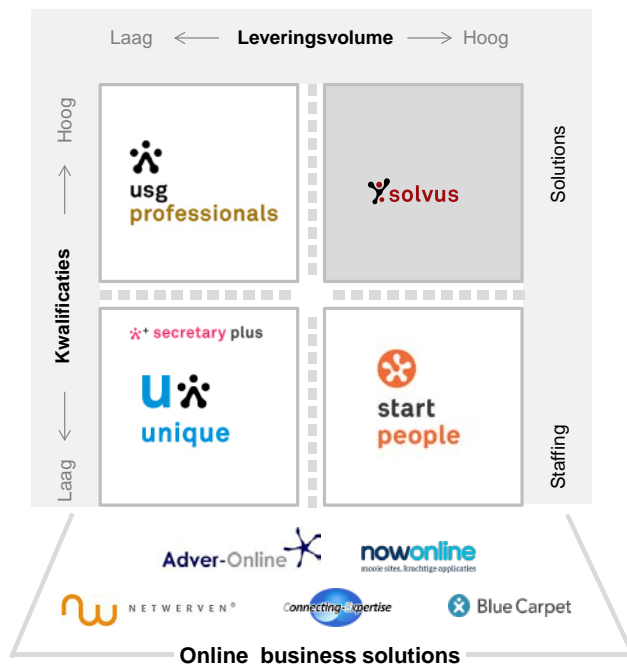 Laag Leveringsvolume Hoog
Hoog
Kwalificaties
Laag
usg
professionals
solvus
Solutions
secretary plus
u
unique
start
people
Staffing
Adver-Online
nowonline
mooie sites, krachtige applicaties
NETWERVEN®
Connecting-Expertise
Blue Carpet
Online business solutions